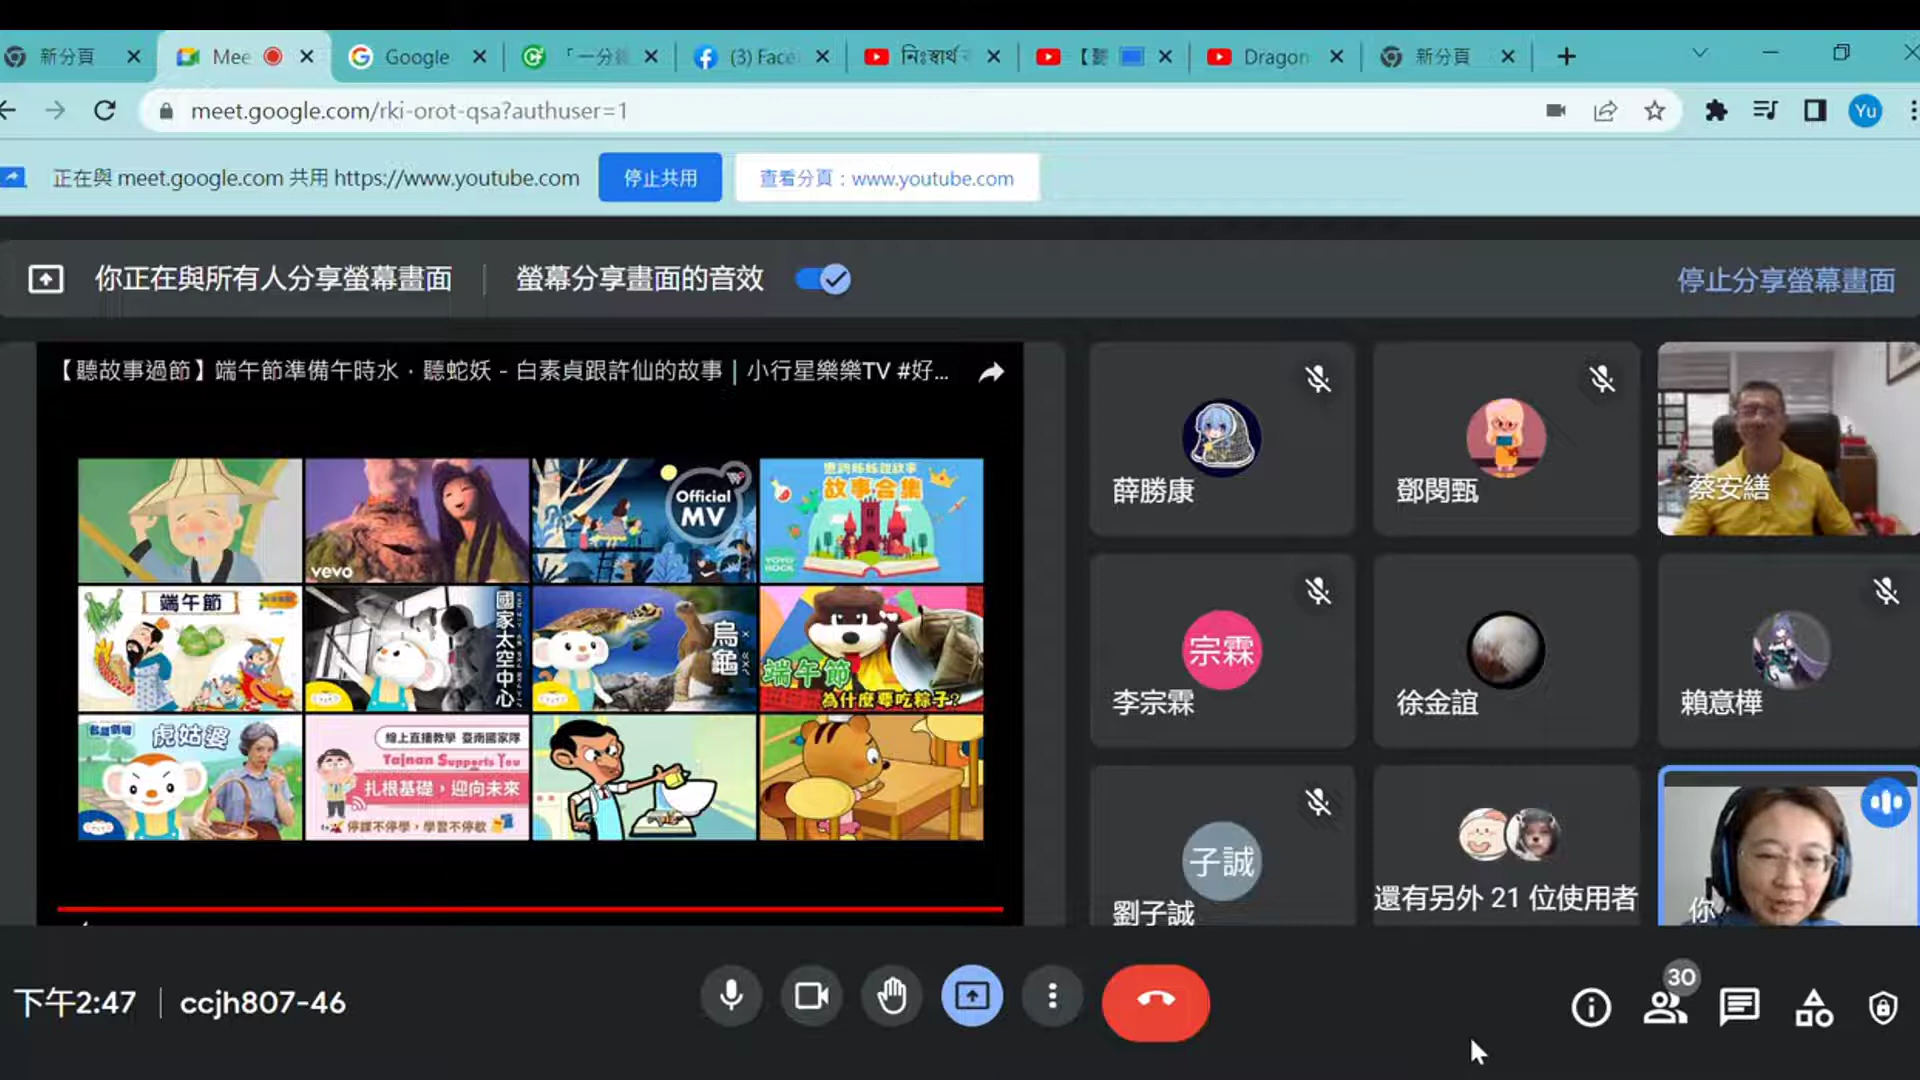 新分頁
Mee
Google
「一分鐘
(3) Face
নিঃস্বার্থ
【聽
Dragon
新分頁
meet.google.com/rki-orot-qsa?authuser=1
Yu
正在與 meet.google.com 共用 https://www.youtube.com
停止共用
查看分頁：www.youtube.com
你正在與所有人分享螢幕畫面
螢幕分享畫面的音效
停止分享螢幕畫面
【聽故事過節】端午節準備午時水．聽蛇妖 - 白素貞跟許仙的故事 | 小行星樂樂TV #好...
vevo
Official
MV
故事合集
端午節
國家太空中心
烏龜
端午節
為什麼要吃粽子?
虎姑婆
線上直播教學 臺南國家隊
Tainan Supports You
扎根基礎，迎向未來
停課不停學，學習不停歇
薛勝康
鄧閔甄
蔡安繕
宗霖
李宗霖
徐金誼
賴意樺
子誠
劉子誠
還有另外 21 位使用者
你
下午2:47
ccjh807-46
30